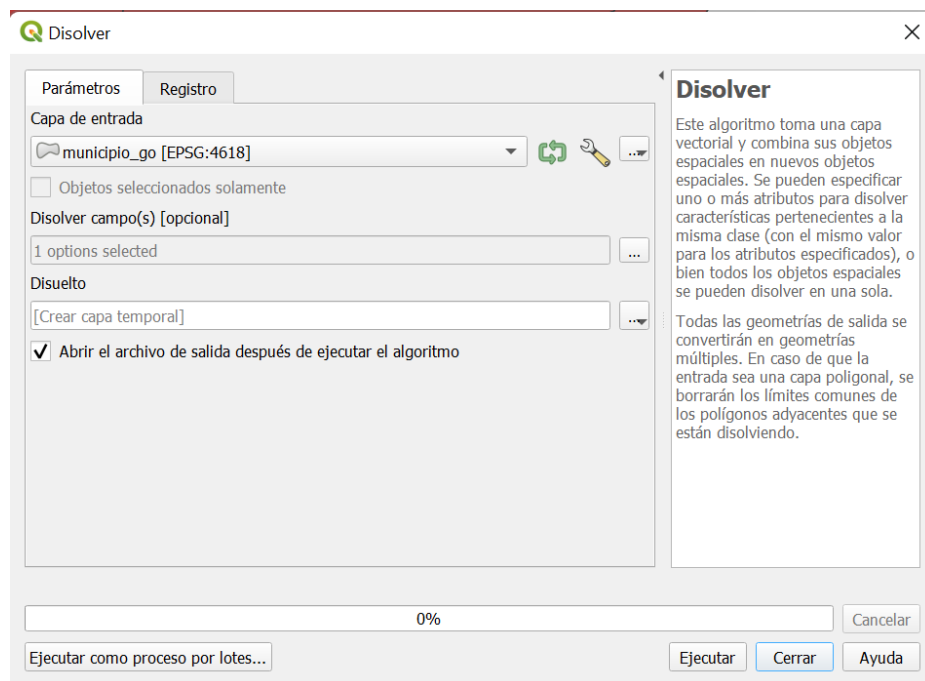 Disolver
Parámetros
Registro
Capa de entrada
municipio_go [EPSG:4618]
...
Objetos seleccionados solamente
Disolver campo(s) [opcional]
1 options selected
...
Disuelto
[Crear capa temporal]
...
Abrir el archivo de salida después de ejecutar el algoritmo
Disolver
Este algoritmo toma una capa
vectorial y combina sus objetos
espaciales en nuevos objetos
espaciales. Se pueden especificar
uno o más atributos para disolver
características pertenecientes a la
misma clase (con el mismo valor
para los atributos especificados), o
bien todos los objetos espaciales
se pueden disolver en una sola.
Todas las geometrías de salida se
convertirán en geometrías
múltiples. En caso de que la
entrada sea una capa poligonal, se
borrarán los límites comunes de
los polígonos adyacentes que se
están disolviendo.
0%
Cancelar
Ejecutar como proceso por lotes...
Ejecutar
Cerrar
Ayuda